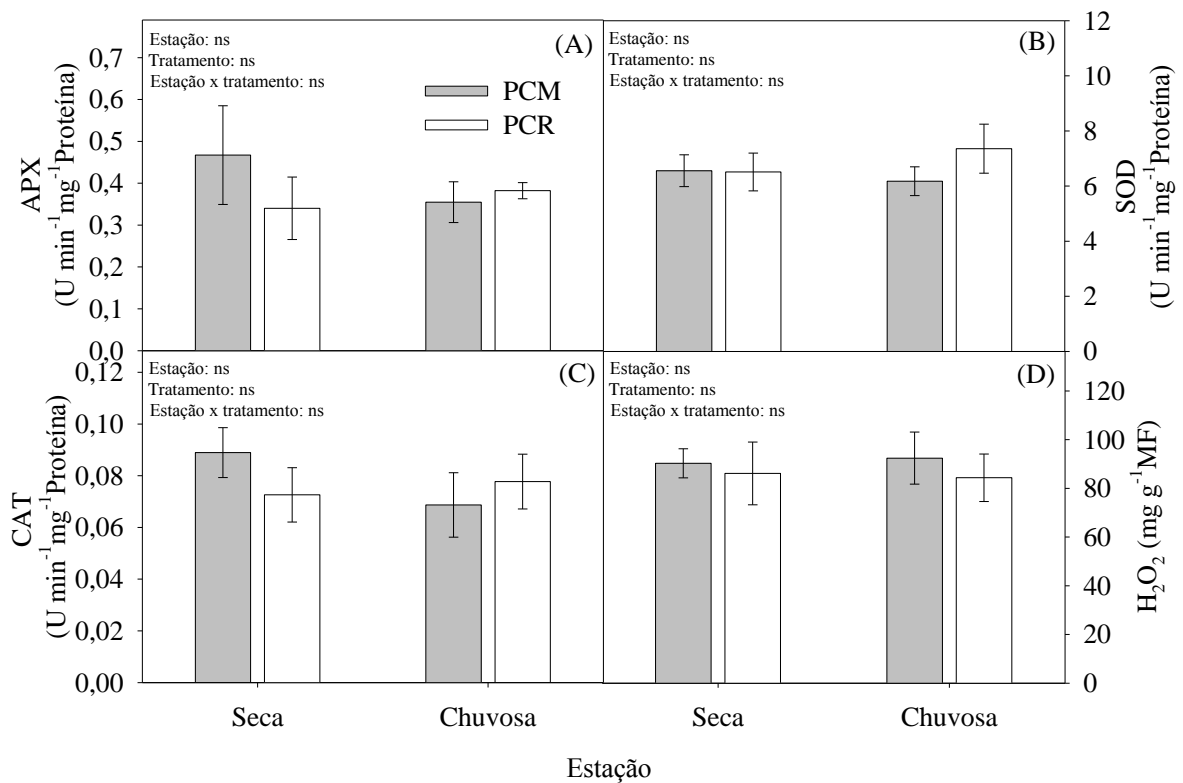 Estação: ns
Tratamento: ns
Estação x tratamento: ns
(A)
PCM
PCR
0,7
0,6
0,5
0,4
0,3
0,2
0,1
0,0
APX
(U min⁻¹mg⁻¹Proteína)
Estação: ns
Tratamento: ns
Estação x tratamento: ns
(B)
12
10
8
6
4
2
0
SOD
(U min⁻¹mg⁻¹Proteína)
Estação: ns
Tratamento: ns
Estação x tratamento: ns
(C)
0,12
0,10
0,08
0,06
0,04
0,02
0,00
CAT
(U min⁻¹mg⁻¹Proteína)
Estação: ns
Tratamento: ns
Estação x tratamento: ns
(D)
120
100
80
60
40
20
0
H₂O₂ (mg g⁻¹MF)
Seca Chuvosa Seca Chuvosa
Estação